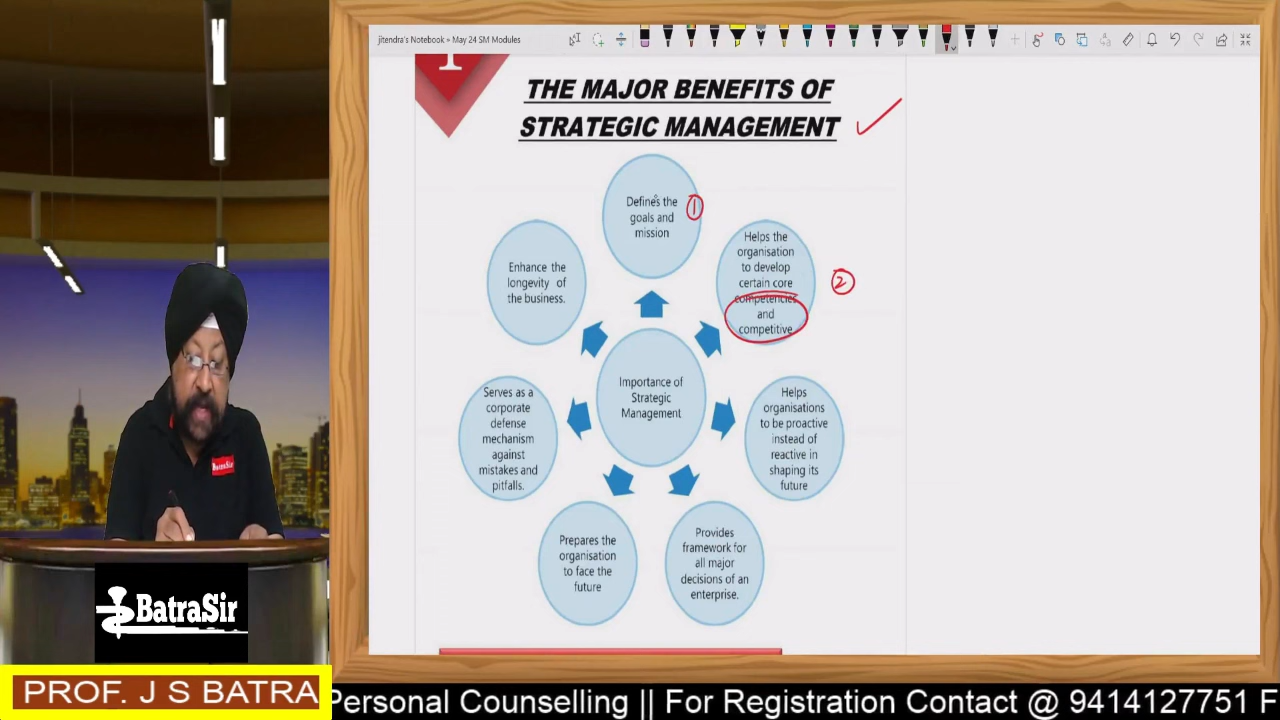 jitendra's Notebook » May 24 SM Modules
1
THE MAJOR BENEFITS OF
STRATEGIC MANAGEMENT
Defines the
goals and
mission
1
Helps the
organisation
to develop
certain core
competencies
and
competitive
2
Helps
organisations
to be proactive
instead of
reactive in
shaping its
future
Provides
framework for
all major
decisions of an
enterprise.
Prepares the
organisation
to face the
future
Serves as a
corporate
defense
mechanism
against
mistakes and
pitfalls.
Enhance the
longevity of
the business.
Importance of
Strategic
Management
BatraSir
BatraSir
PROF. J S BATRA
Personal Counselling || For Registration Contact @ 9414127751 F